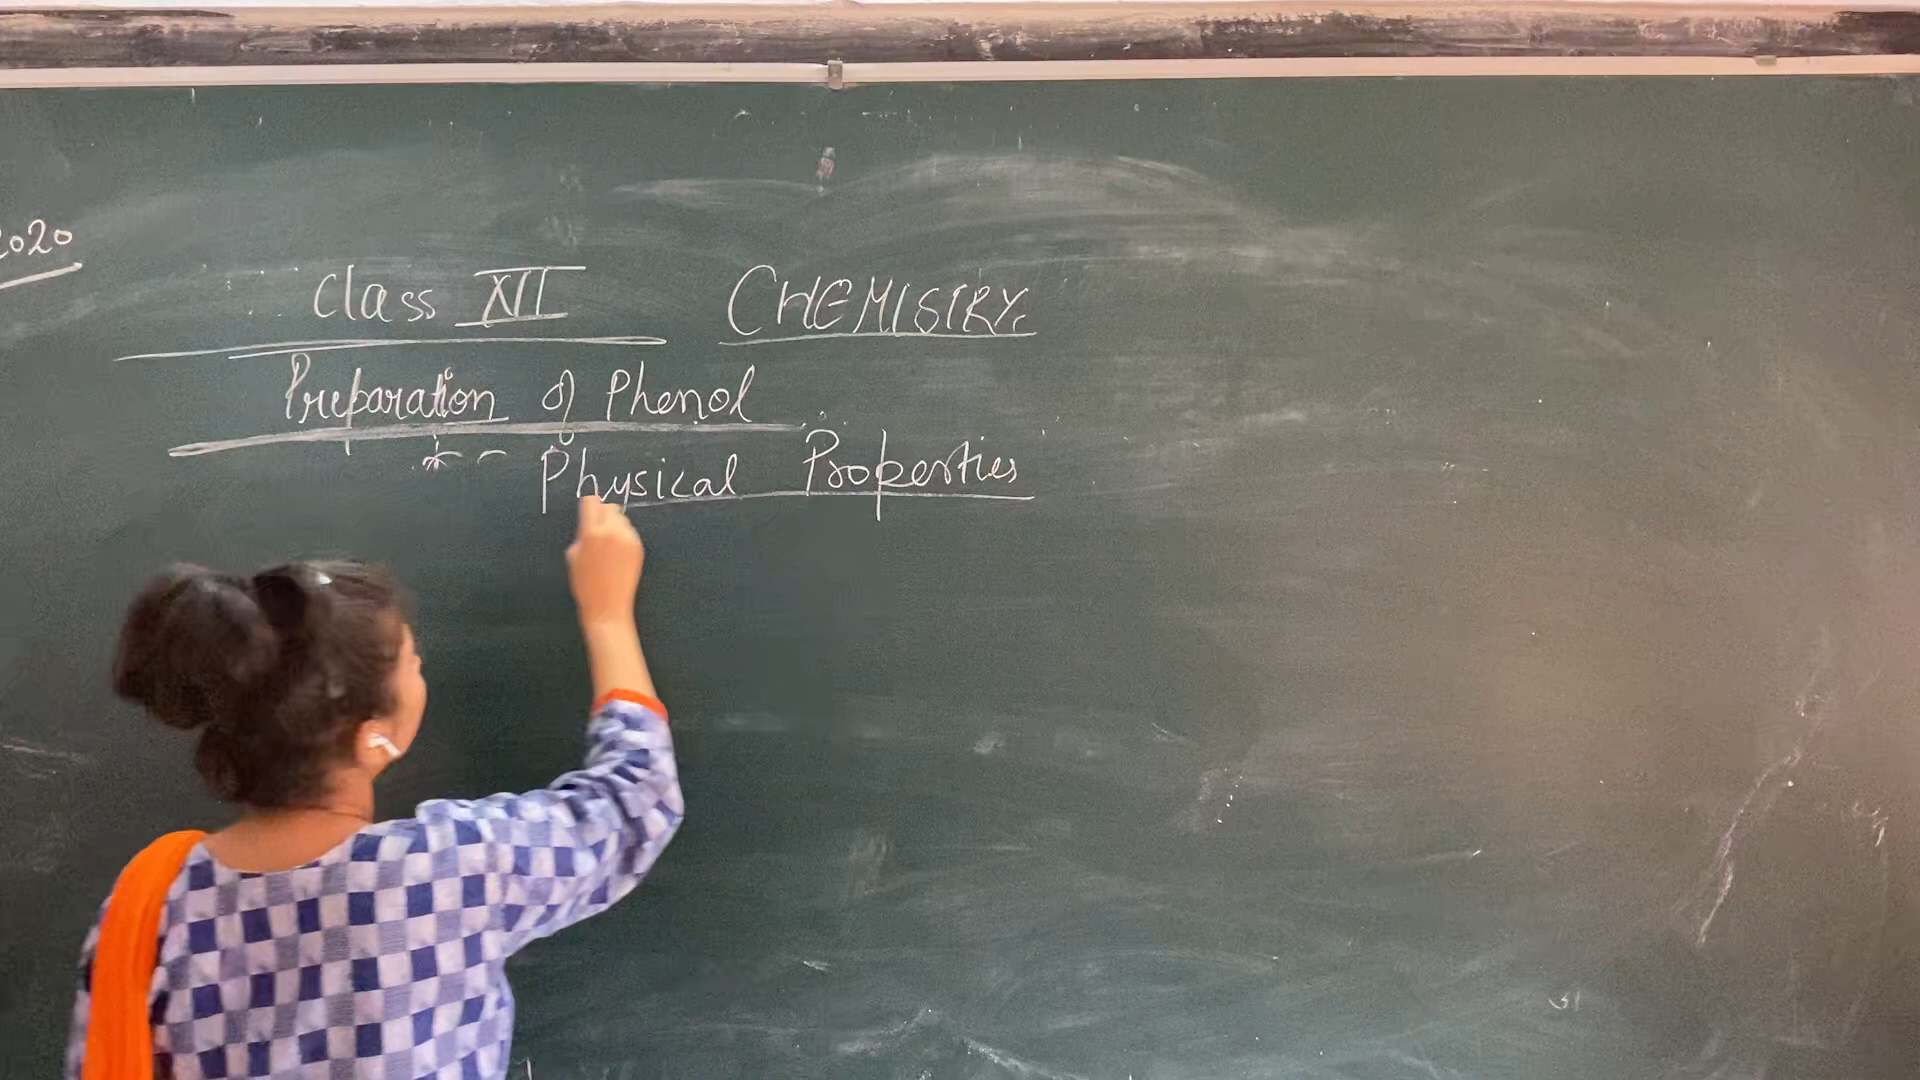 2020
Class XII CHEMISTRY.
Preparation of Phenol
Physical Properties